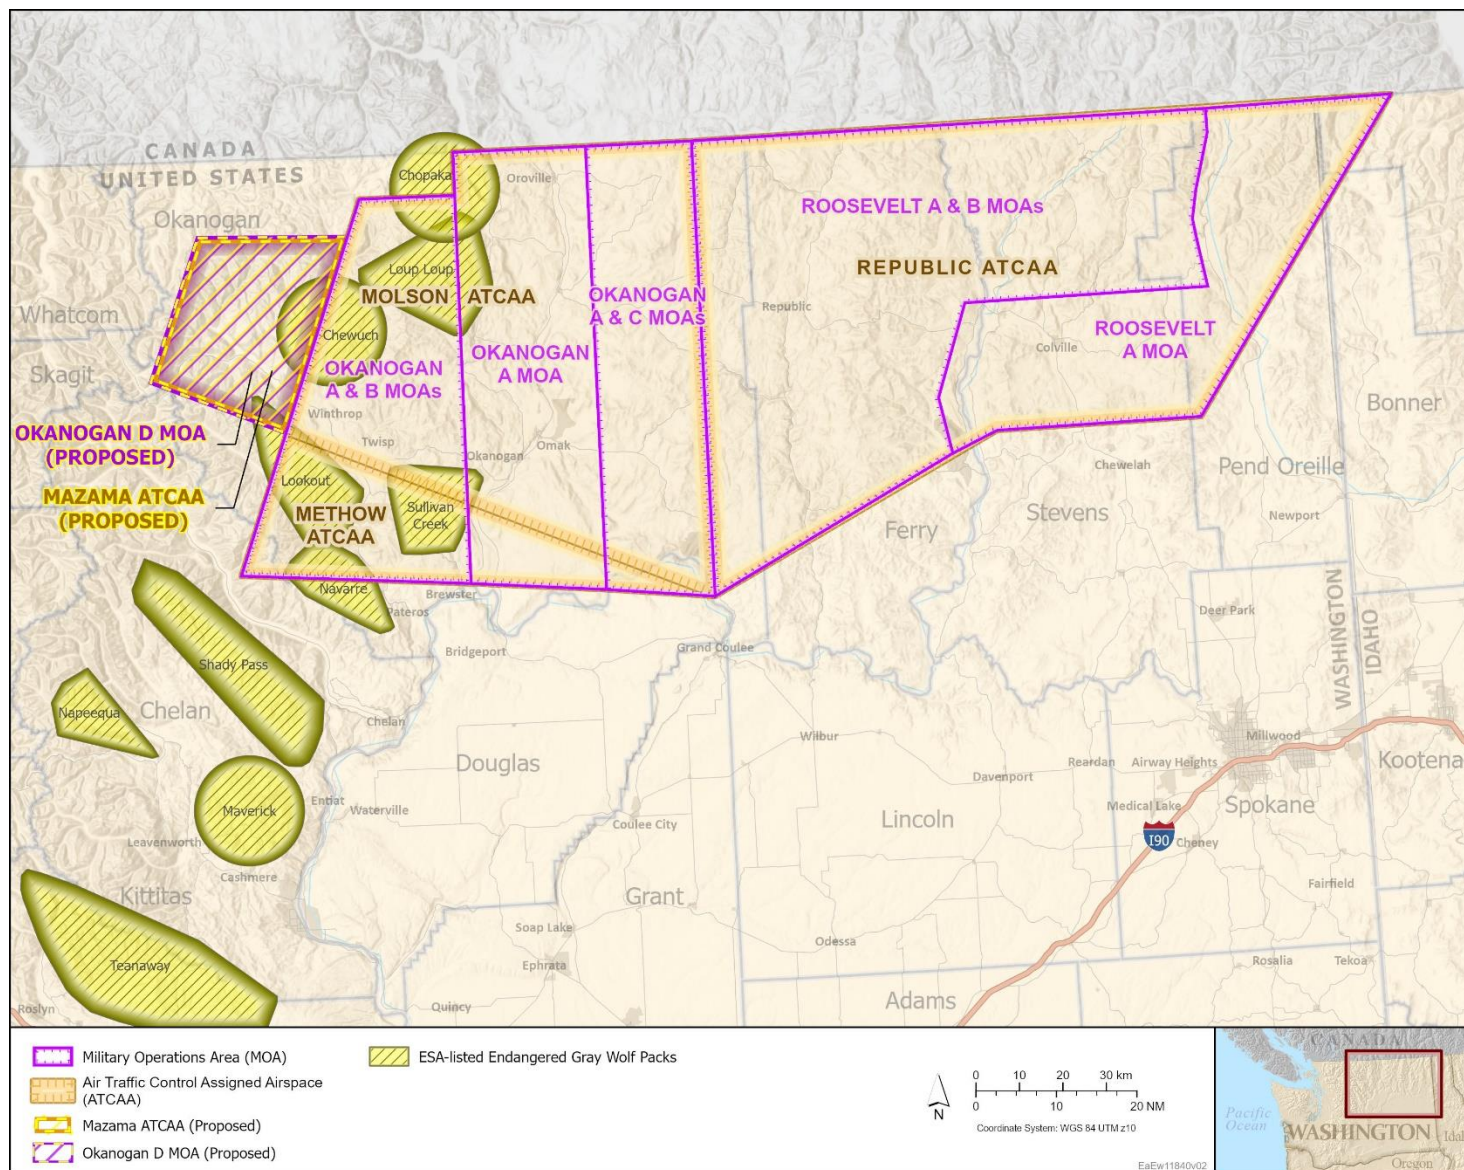 CANADA
UNITED STATES
Okanogan
Chopaka
Oroville
ROOSEVELT A & B MOAs
Loup Loup
REPUBLIC ATCAA
MOLSON ATCAA
OKANOGAN
A & C MOAs
Republic
Whatcom
Chewuch
ROOSEVELT
A MOA
Colville
OKANOGAN
A MOA
OKANOGAN
A & B MOAs
Skagit
Bonner
Winthrop
OKANOGAN D MOA
(PROPOSED)
Twisp
Omak
Okanogan
Chewelah
Pend Oreille
Lookout
MAZAMA ATCAA
(PROPOSED)
METHOW
ATCAA
Sullivan
Creek
Stevens
Newport
Ferry
Navarre
Brewster
Pateros
Deer Park
WASHINGTON
IDAHO
Bridgeport
Grand Coulee
Shady Pass
Napeequa
Chelan
Chelan
Wilbur
Millwood
Douglas
Reardan
Airway Heights
Kootena
Davenport
Maverick
Entiat
Waterville
Medical Lake
Spokane
Coulee City
Lincoln
Leavenworth
I90
Cheney
Cashmere
Kittitas
Grant
Fairfield
Soap Lake
Odessa
Teanaway
Ephrata
Rosalia
Tekoa
Roslyn
Quincy
Adams
Military Operations Area (MOA)
Air Traffic Control Assigned Airspace
(ATCAA)
Mazama ATCAA (Proposed)
Okanogan D MOA (Proposed)
ESA-listed Endangered Gray Wolf Packs
N
0 10 20 30 km
0 10 20 NM
Coordinate System: WGS 84 UTM z10
EaEw11840v02
CANADA
Pacific
Ocean
WASHINGTON
Idal
Oregon